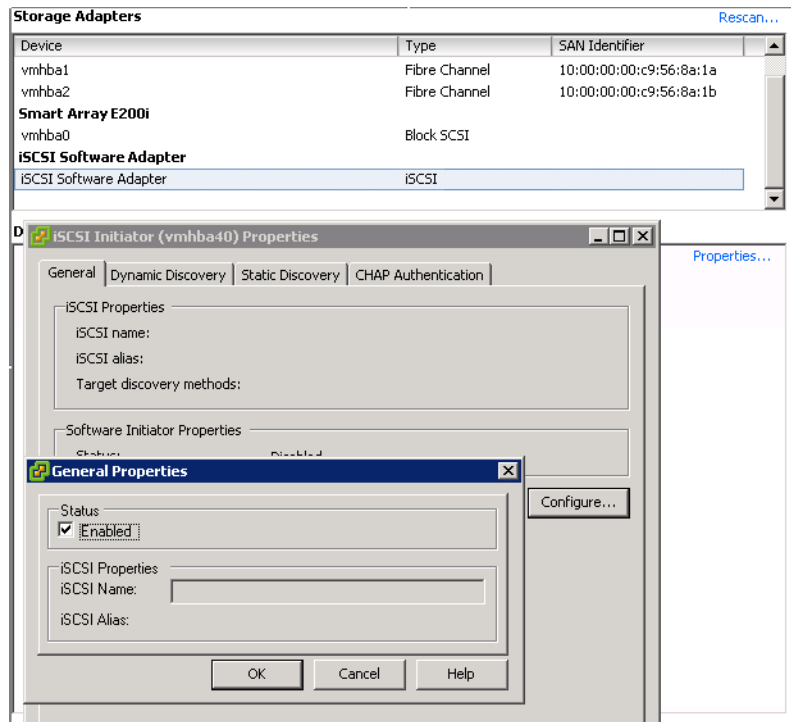 Storage Adapters Rescan...
Device Type SAN Identifier
vmhba1 Fibre Channel 10:00:00:00:c9:56:8a:1a
vmhba2 Fibre Channel 10:00:00:00:c9:56:8a:1b
Smart Array E200i
vmhba0 Block SCSI
iSCSI Software Adapter
iSCSI Software Adapter iSCSI
D
iSCSI Initiator (vmhba40) Properties
Properties...
General Dynamic Discovery Static Discovery CHAP Authentication
iSCSI Properties
iSCSI name:
iSCSI alias:
Target discovery methods:
Software Initiator Properties
Status: Disabled
General Properties
Configure...
Status
Enabled
iSCSI Properties
iSCSI Name:
iSCSI Alias:
OK Cancel Help